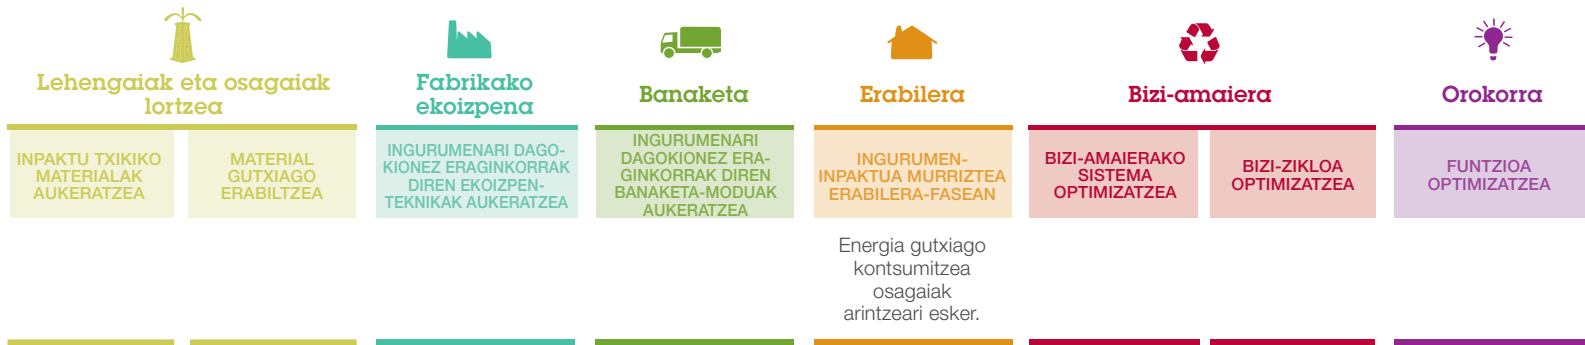 Lehengaiak eta osagaiak
lortzea
Fabrikako
ekoizpena
Banaketa
Erabilera
Bizi-amaiera
Orokorra
INPAKTU TXIKIKO
MATERIALAK
AUKERATZEA
MATERIAL
GUTXIAGO
ERABILTZEA
INGURUMENARI DAGO-
KIONEZ ERAGINKORRAK
DIREN EKOIZPEN-
TEKNIKAK AUKERATZEA
INGURUMENARI
DAGOKIONEZ ERA-
GINKORRAK DIREN
BANAKETA-MODUAK
AUKERATZEA
INGURUMEN-
INPAKTUA MURRIZTEA
ERABILERA-FASEAN
BIZI-AMAIERAKO
SISTEMA
OPTIMIZATZEA
BIZI-ZIKLOA
OPTIMIZATZEA
FUNTZIOA
OPTIMIZATZEA
Energia gutxiago
kontsumitzea
osagaiak
arintzeari esker.